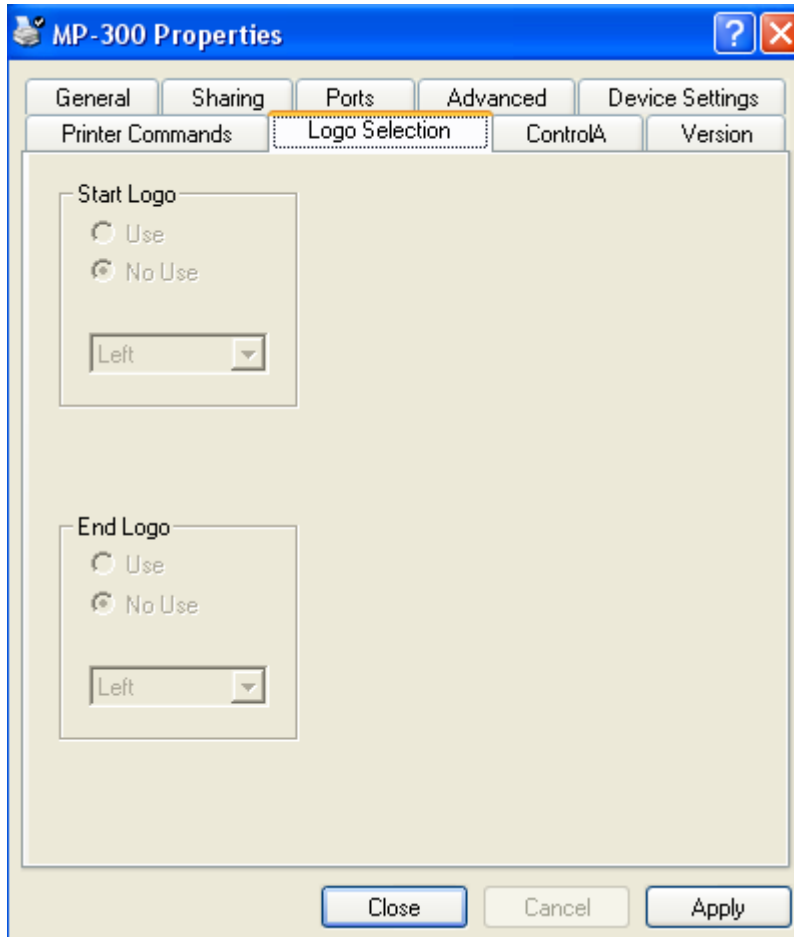 MP-300 Properties
General Sharing Ports Advanced Device Settings
Printer Commands Logo Selection ControlA Version
Start Logo
Use
No Use
Left
End Logo
Use
No Use
Left
Close Cancel Apply